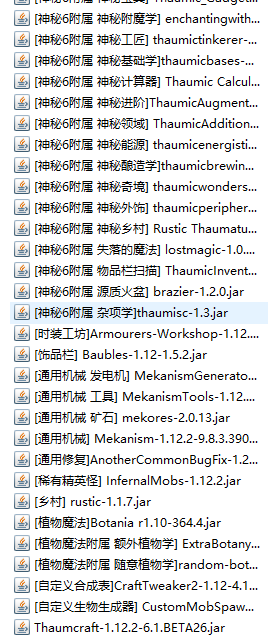 [神秘6附属 神秘附魔学] enchantingwith...
[神秘6附属 神秘工匠] thaumictinkerer-...
[神秘6附属 神秘基础学]thaumicbases-...
[神秘6附属 神秘计算器] Thaumic Calcul...
[神秘6附属 神秘进阶]ThaumicAugment...
[神秘6附属 神秘领域] ThaumicAddition...
[神秘6附属 神秘能源] thaumicenergistі...
[神秘6附属 神秘酿造学]thaumicbrewin...
[神秘6附属 神秘奇境] thaumicwonders...
[神秘6附属 神秘外饰] thaumicperipher...
[神秘6附属 神秘乡村] Rustic Thaumatu...
[神秘6附属 失落的魔法] lostmagic-1.0....
[神秘6附属 物品栏扫描] ThaumicInvent...
[神秘6附属 源质火盆] brazier-1.2.0.jar
[神秘6附属 杂项学]thaumisc-1.3.jar
[时装工坊]Armourers-Workshop-1.12....
[饰品栏] Baubles-1.12-1.5.2.jar
[通用机械 发电机] MekanismGenerato...
[通用机械 工具] MekanismTools-1.12....
[通用机械 矿石] mekores-2.0.13.jar
[通用机械] Mekanism-1.12.2-9.8.3.390...
[通用修复]AnotherCommonBugFix-1.2...
[稀有精英怪] InfernalMobs-1.12.2.jar
[乡村] rustic-1.1.7.jar
[植物魔法]Botania r1.10-364.4.jar
[植物魔法附属 额外植物学] ExtraBotany...
[植物魔法附属 随意植物学]random-bot...
[自定义合成表]CraftTweaker2-1.12-4.1...
[自定义生物生成器] CustomMobSpaw...
Thaumcraft-1.12.2-6.1.BETA26.jar